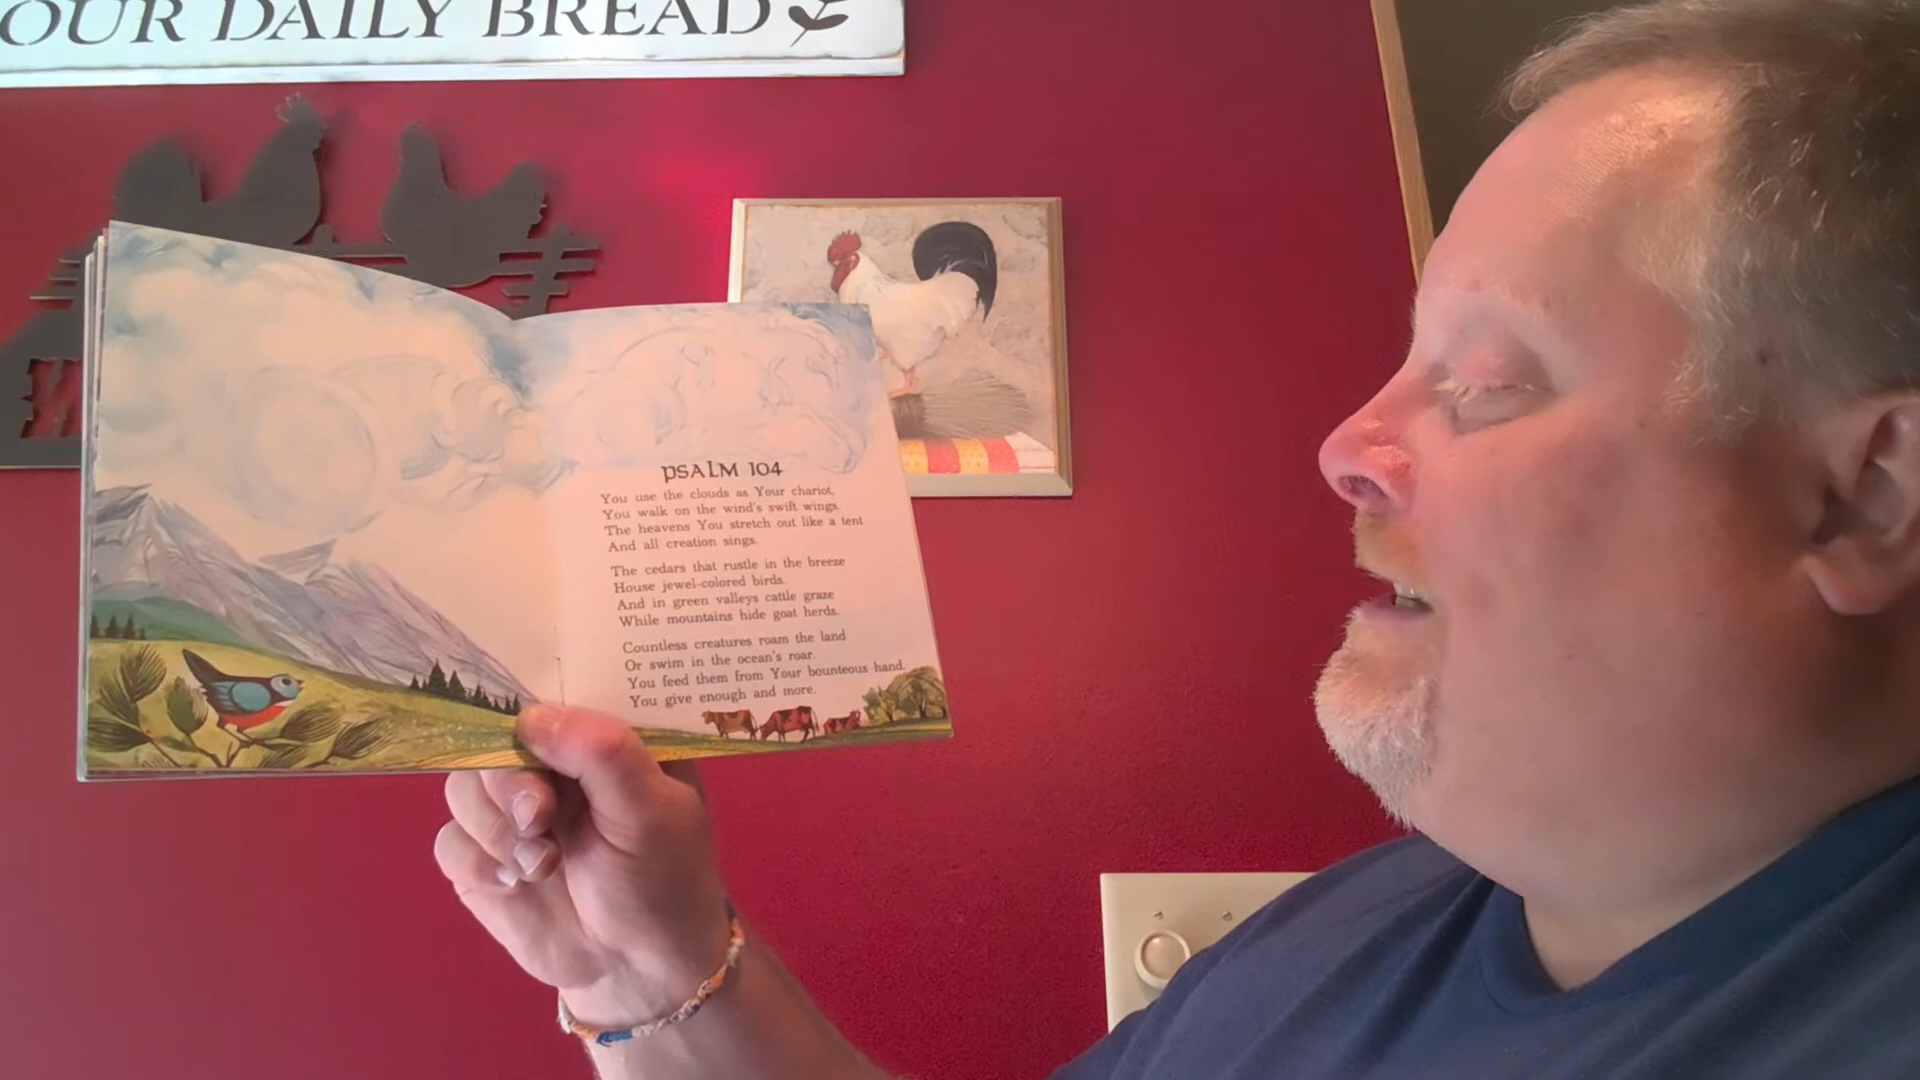 OUR DAILY BREAD
PSALM 104
You use the clouds as Your chariot,
You walk on the wind's swift wings.
The heavens You stretch out like a tent
And all creation sings.
The cedars that rustle in the breeze
House jewel-colored birds.
And in green valleys cattle graze
While mountains hide goat herds.
Countless creatures roam the land
Or swim in the ocean's roar.
You feed them from Your bounteous hand.
You give enough and more.